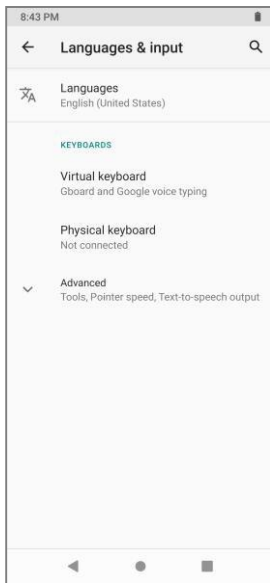 8:43 PM
Languages & input
Languages
English (United States)
KEYBOARDS
Virtual keyboard
Gboard and Google voice typing
Physical keyboard
Not connected
Advanced
Tools, Pointer speed, Text-to-speech output